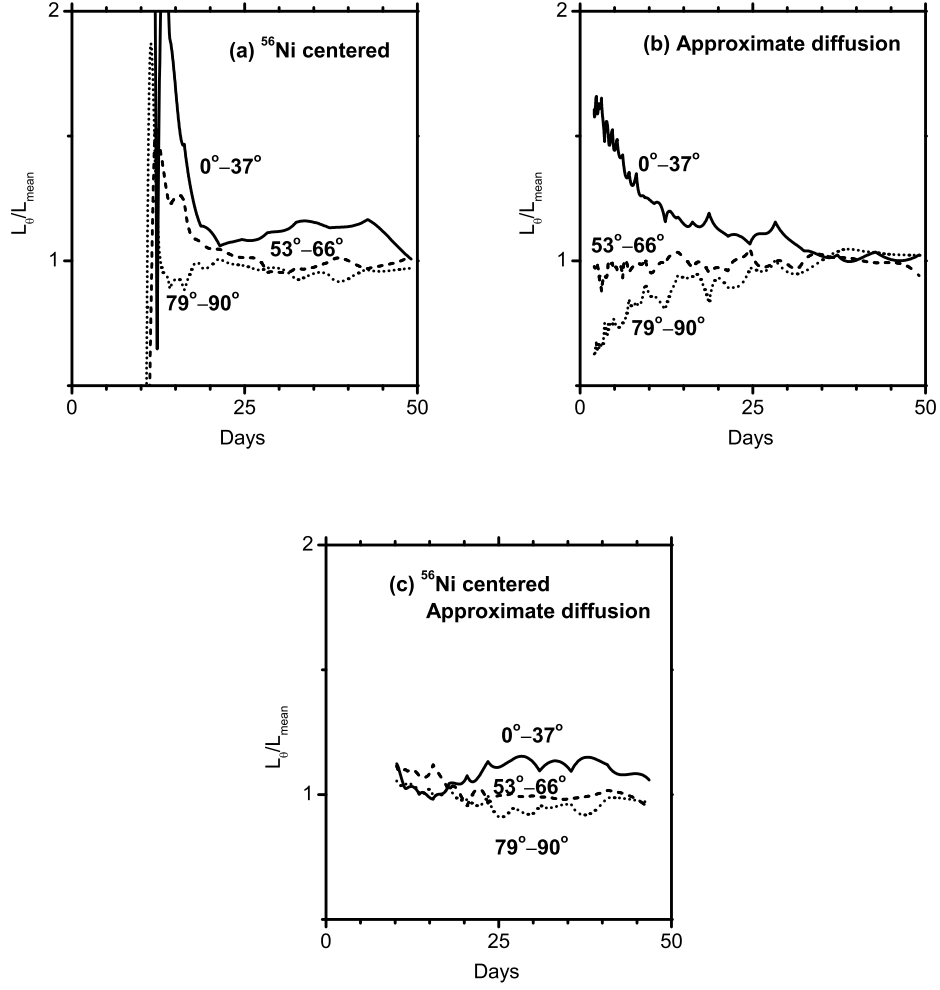 2
(a) ⁵⁶Ni centered
0°–37°
L_θ/L_mean
1
53°–66°
79°–90°
0 25 50
Days
2
(b) Approximate diffusion
0°–37°
L_θ/L_mean
53°–66°
1
79°–90°
0 25 50
Days
2
(c) ⁵⁶Ni centered
Approximate diffusion
0°–37°
L_θ/L_mean
1
53°–66°
79°–90°
0 25 50
Days